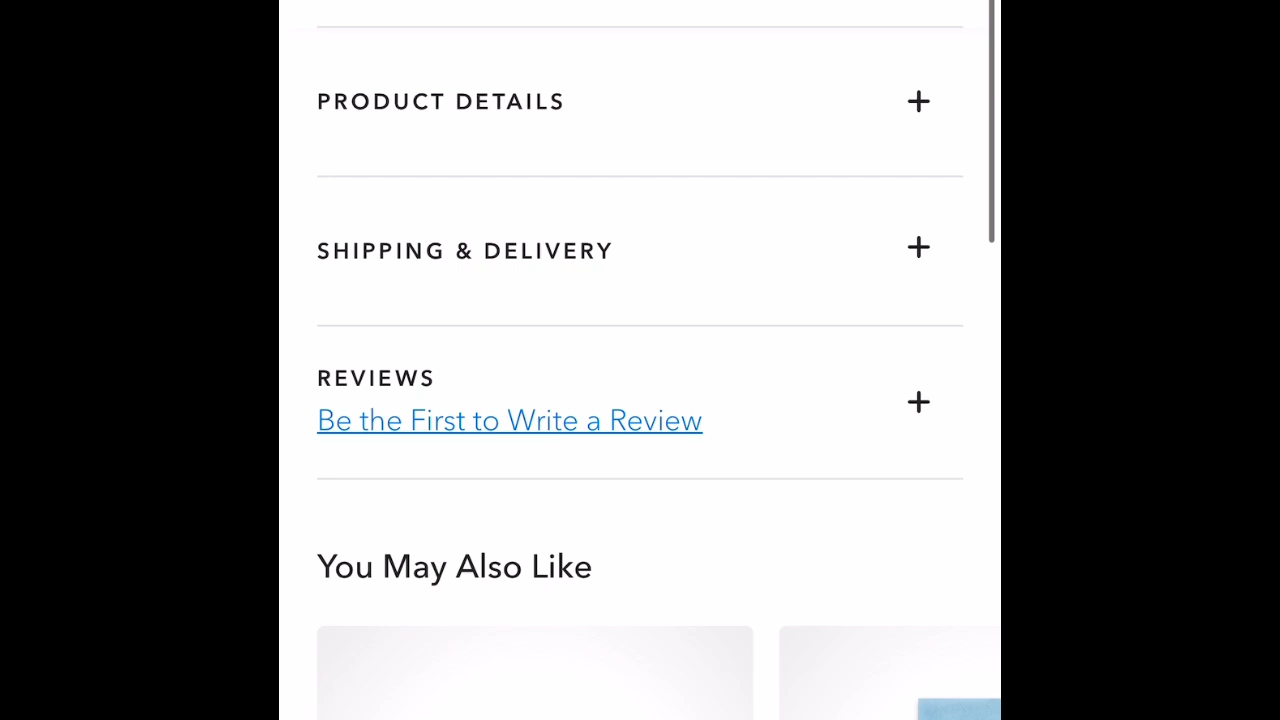 PRODUCT DETAILS
SHIPPING & DELIVERY
REVIEWS
Be the First to Write a Review
You May Also Like